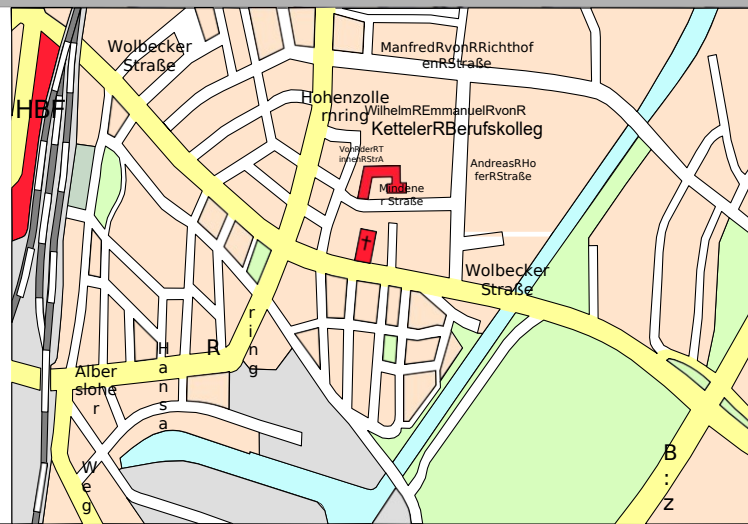 Wolbecker
Straße
ManfredRvonRRichthof
enRStraße
HBF
Hohenzolle
rnring
WilhelmREmmanuelRvonR
KettelerRBerufskolleg
VonRderRT
innenRStrA
AndreasRHo
ferRStraße
Mindene
r Straße
✝
Wolbecker
Straße
r
i
n
g
R
H
a
n
s
a
Alber
slohe
r
W
e
g
B
:
z